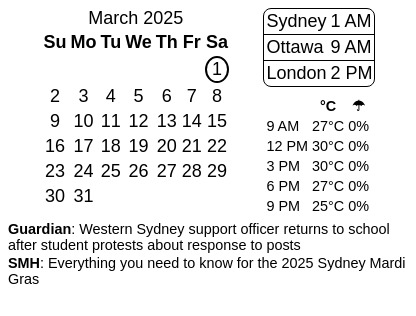 March 2025
Su Mo Tu We Th Fr Sa
1
2 3 4 5 6 7 8
9 10 11 12 13 14 15
16 17 18 19 20 21 22
23 24 25 26 27 28 29
30 31
Sydney 1 AM
Ottawa 9 AM
London 2 PM
°C ☂
9 AM 27°C 0%
12 PM 30°C 0%
3 PM 30°C 0%
6 PM 27°C 0%
9 PM 25°C 0%
Guardian: Western Sydney support officer returns to school
after student protests about response to posts
SMH: Everything you need to know for the 2025 Sydney Mardi
Gras